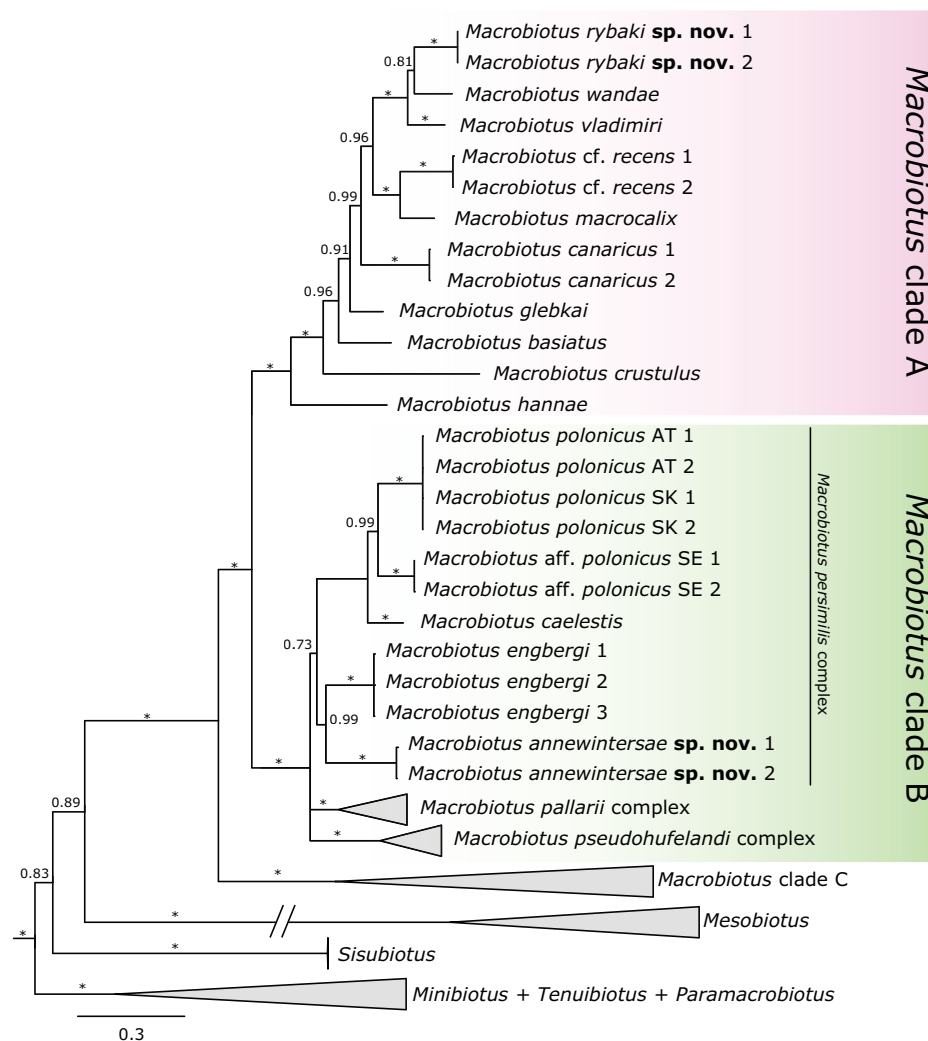 Macrobiotus rybaki sp. nov. 1
*
Macrobiotus rybaki sp. nov. 2
0.81
Macrobiotus wandae
*
Macrobiotus vladimiri
*
0.96
Macrobiotus cf. recens 1
*
Macrobiotus cf. recens 2
*
0.99
Macrobiotus macrocalix
0.91
Macrobiotus canaricus 1
*
Macrobiotus canaricus 2
0.96
Macrobiotus glebkai
*
Macrobiotus basiatus
*
Macrobiotus crustulus
Macrobiotus hannae
Macrobiotus clade A
Macrobiotus polonicus AT 1
Macrobiotus polonicus AT 2
*
Macrobiotus polonicus SK 1
0.99
Macrobiotus polonicus SK 2
*
Macrobiotus aff. polonicus SE 1
*
Macrobiotus aff. polonicus SE 2
*
Macrobiotus caelestis
0.73
Macrobiotus engbergi 1
*
Macrobiotus engbergi 2
0.99
Macrobiotus engbergi 3
*
Macrobiotus annewintersae sp. nov. 1
*
Macrobiotus annewintersae sp. nov. 2
Macrobiotus persimilis complex
*
Macrobiotus pallarii complex
*
Macrobiotus pseudohufelandi complex
Macrobiotus clade B
*
0.89
*
Macrobiotus clade C
0.83
*
Mesobiotus
*
*
Sisubiotus
*
Minibiotus + Tenuibiotus + Paramacrobiotus
0.3